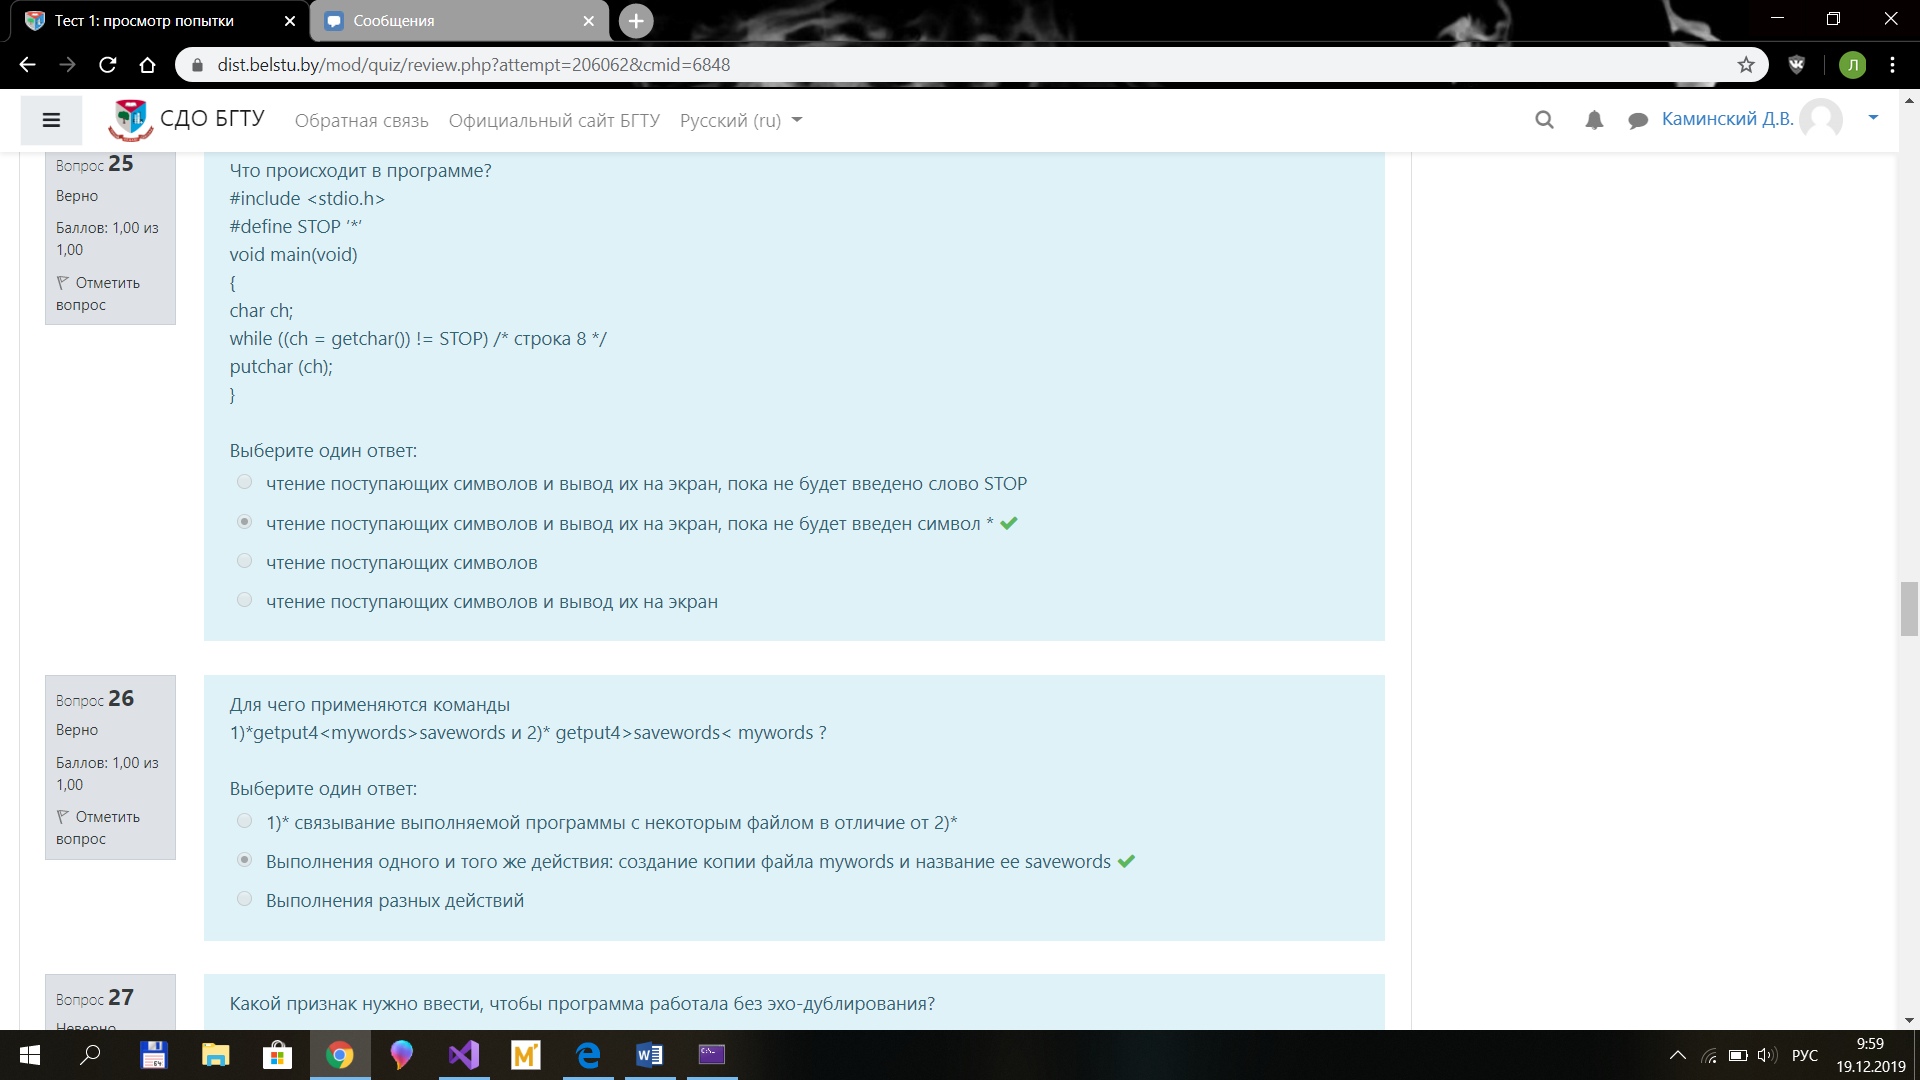 Тест 1: просмотр попытки
Сообщения
dist.belstu.by/mod/quiz/review.php?attempt=206062&cmid=6848
Л
СДО БГТУ
Обратная связь
Официальный сайт БГТУ
Русский (ru)
Каминский Д.В.
Вопрос 25
Верно
Баллов: 1,00 из
1,00
Отметить
вопрос
Что происходит в программе?
#include <stdio.h>
#define STOP ‘*’
void main(void)
{
char ch;
while ((ch = getchar()) != STOP) /* строка 8 */
putchar (ch);
}
Выберите один ответ:
чтение поступающих символов и вывод их на экран, пока не будет введено слово STOP
чтение поступающих символов и вывод их на экран, пока не будет введен символ *
чтение поступающих символов
чтение поступающих символов и вывод их на экран
Вопрос 26
Верно
Баллов: 1,00 из
1,00
Отметить
вопрос
Для чего применяются команды
1)*getput4<mywords>savewords и 2)* getput4>savewords< mywords ?
Выберите один ответ:
1)* связывание выполняемой программы с некоторым файлом в отличие от 2)*
Выполнения одного и того же действия: создание копии файла mywords и название ее savewords
Выполнения разных действий
Вопрос 27
Неверно
Какой признак нужно ввести, чтобы программа работала без эхо-дублирования?
РУС
9:59
19.12.2019